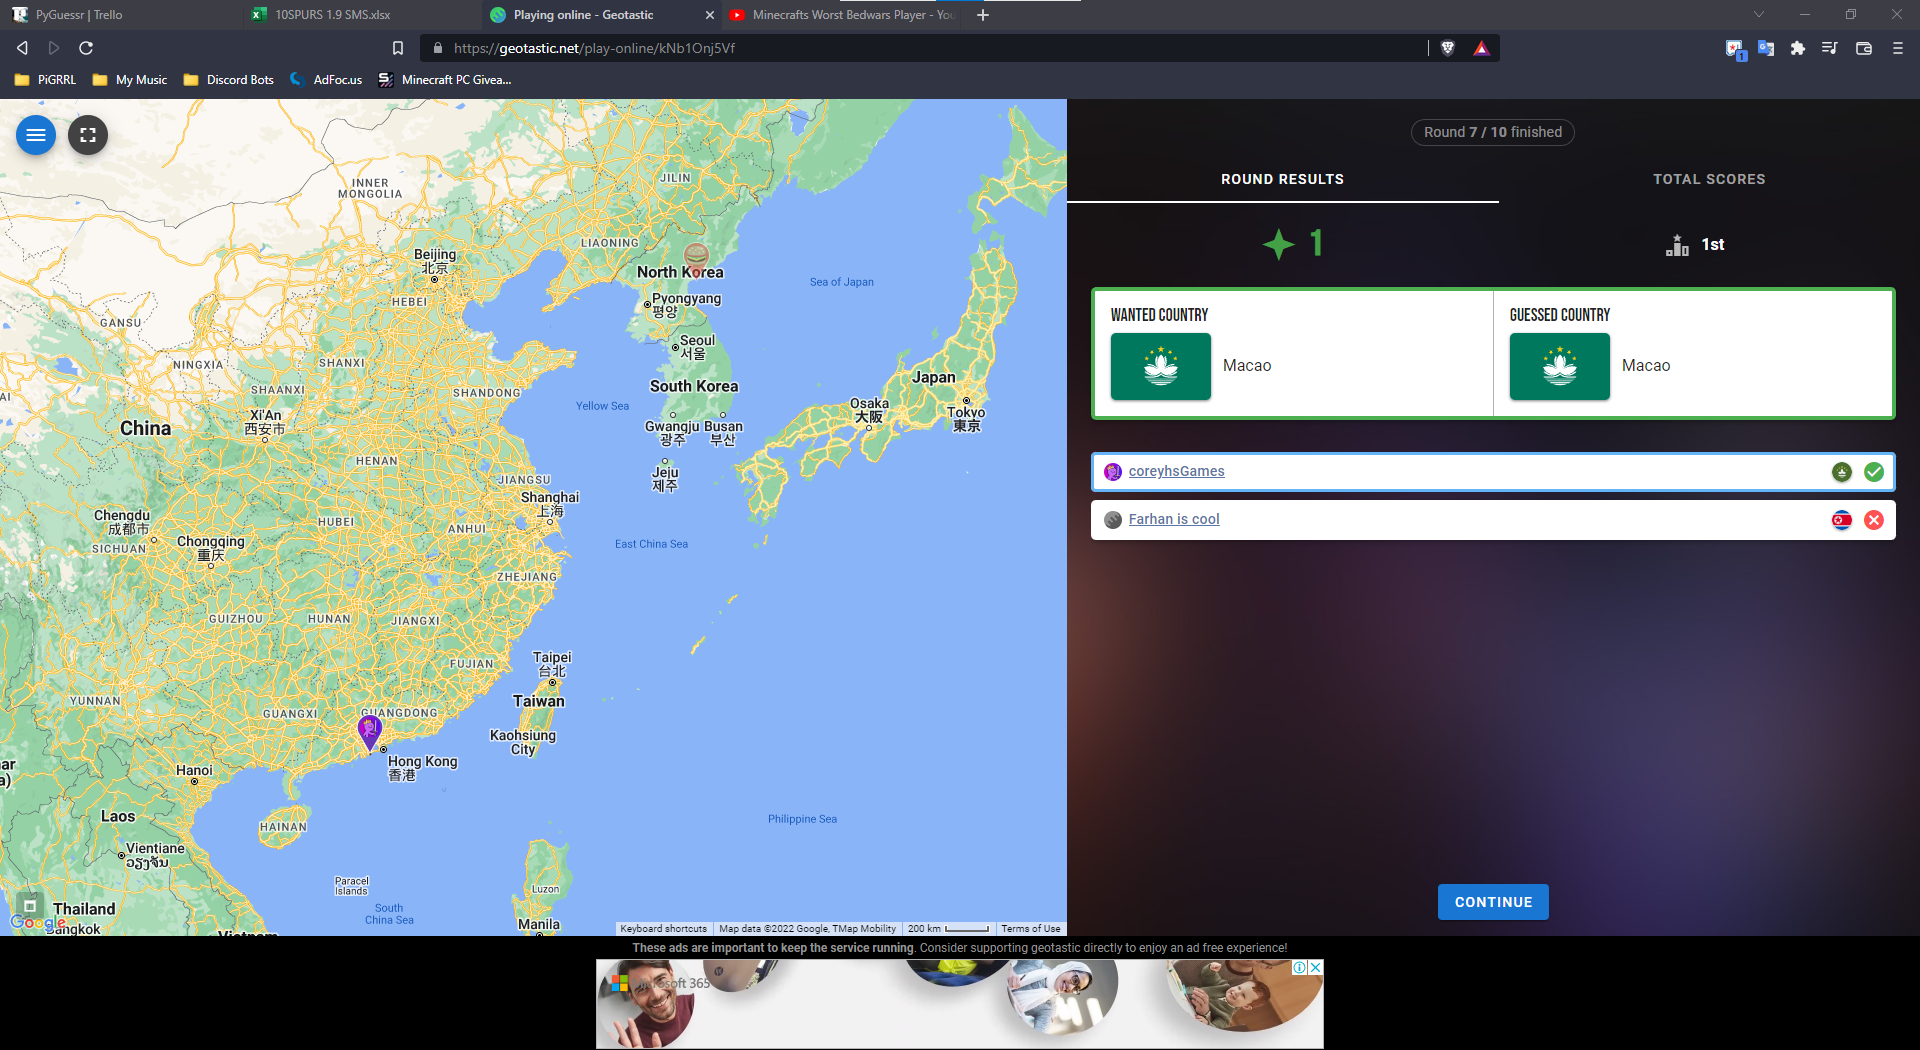 PyGuessr | Trello
10SPURS 1.9 SMS.xlsx
Playing online - Geotastic
Minecrafts Worst Bedwars Player - You
https://geotastic.net/play-online/kNb1Onj5Vf
1
PiGRRL
My Music
Discord Bots
AdFoc.us
Minecraft PC Givea...
INNER
MONGOLIA
JILIN
LIAONING
Beijing
北京
North Korea
Sea of Japan
HEBEI
Pyongyang
평양
GANSU
Seoul
서울
NINGXIA
SHANXI
SHAANXI
SHANDONG
South Korea
Japan
Yellow Sea
Osaka
大阪
Tokyo
東京
Xi'An
西安市
China
Gwangju
광주
Busan
부산
HENAN
Jeju
제주
JIANGSU
Shanghai
上海
Chengdu
成都市
HUBEI
ANHUI
Chongqing
重庆
SICHUAN
East China Sea
ZHEJIANG
GUIZHOU
HUNAN
JIANGXI
FUJIAN
Taipei
台北
YUNNAN
Taiwan
GUANGXI
GUANGDONG
Kaohsiung
City
Hong Kong
香港
Hanoi
Laos
HAINAN
Philippine Sea
Vientiane
ວຽງຈັນ
Paracel
Islands
Luzon
South
China Sea
Thailand
Google
Bangkok
Vietnam
Manila
Keyboard shortcuts
Map data ©2022 Google, TMap Mobility
200 km
Terms of Use
Round 7 / 10 finished
ROUND RESULTS
TOTAL SCORES
1
1st
WANTED COUNTRY
Macao
GUESSED COUNTRY
Macao
coreyhsGames
Farhan is cool
CONTINUE
These ads are important to keep the service running. Consider supporting geotastic directly to enjoy an ad free experience!
Microsoft 365